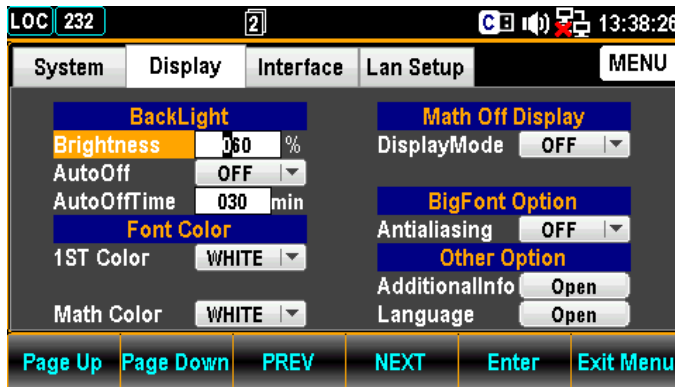 LOC 232 2 C 13:38:26
System Display Interface Lan Setup MENU
BackLight
Brightness 060 %
AutoOff OFF
AutoOffTime 030 min
Font Color
1ST Color WHITE
Math Color WHITE
Math Off Display
DisplayMode OFF
BigFont Option
Antialiasing OFF
Other Option
AdditionalInfo Open
Language Open
Page Up Page Down PREV NEXT Enter Exit Menu